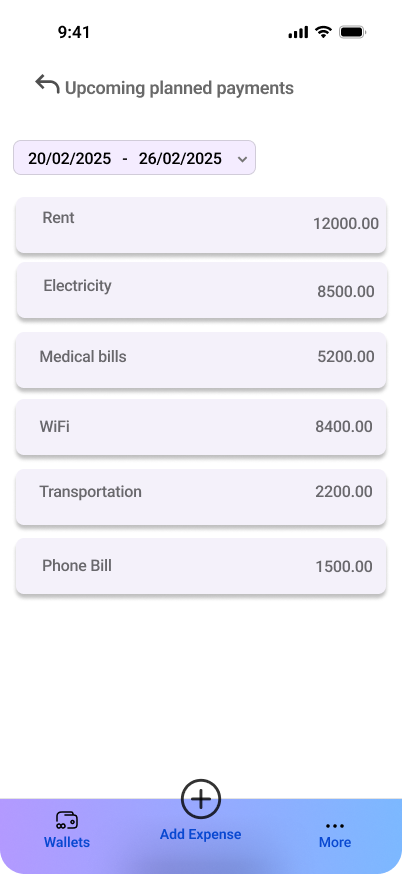 9:41
Upcoming planned payments
20/02/2025 - 26/02/2025
Rent 12000.00
Electricity 8500.00
Medical bills 5200.00
WiFi 8400.00
Transportation 2200.00
Phone Bill 1500.00
Wallets Add Expense More